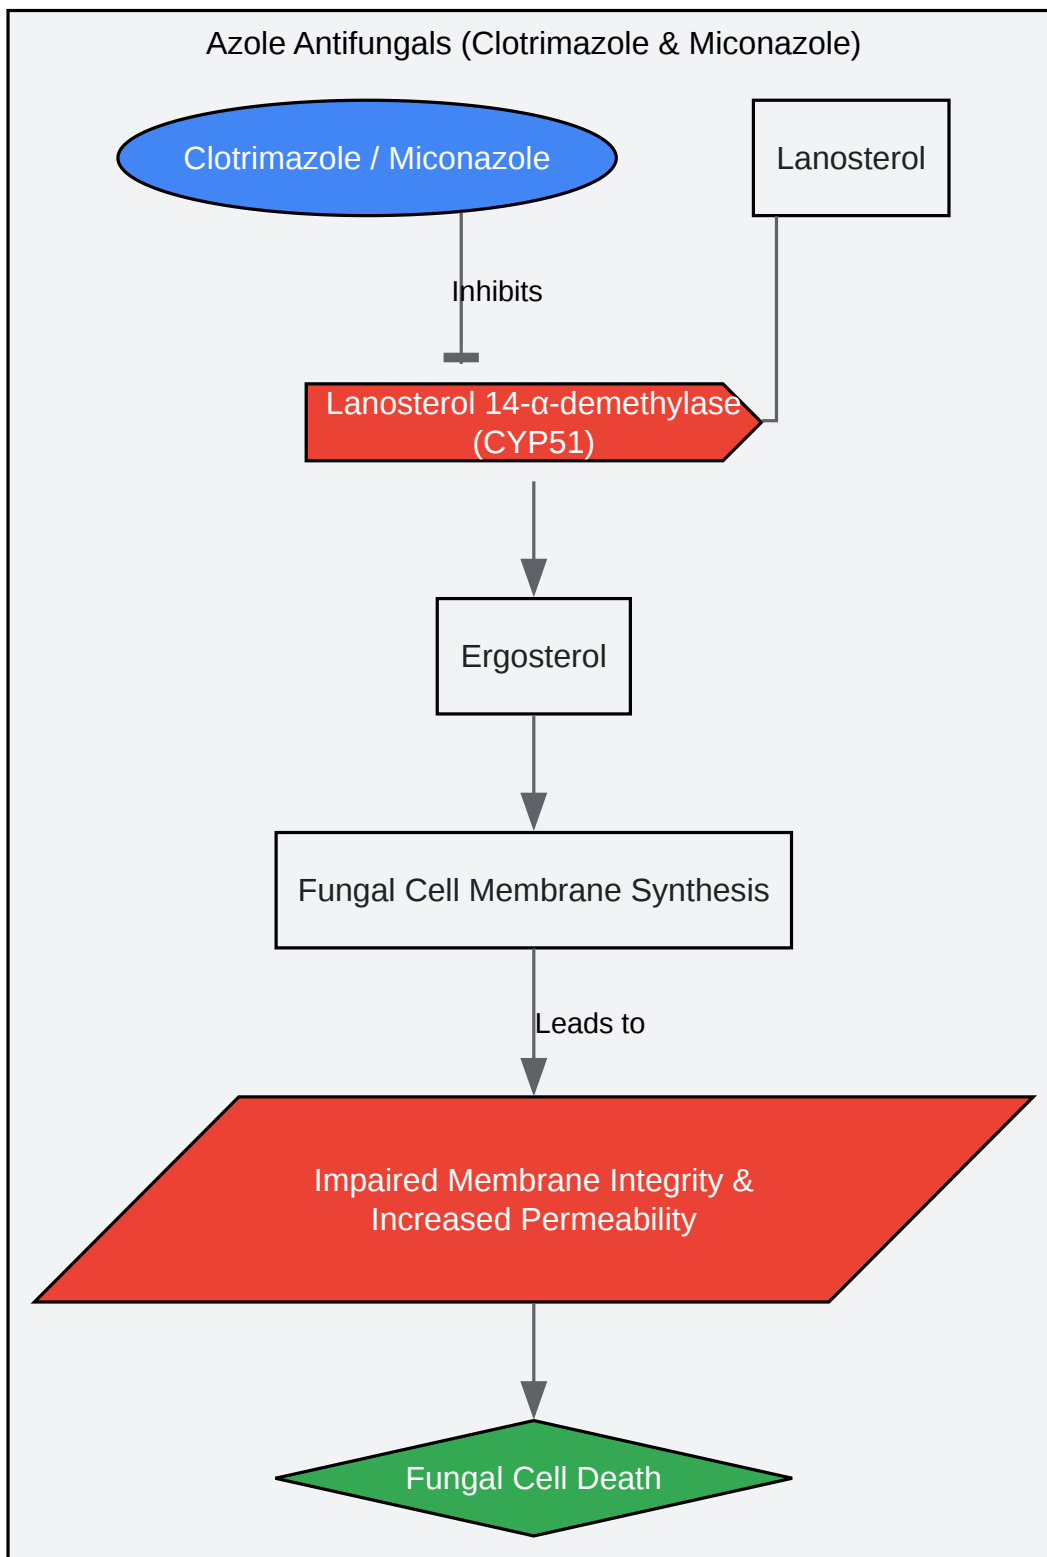 Azole Antifungals (Clotrimazole & Miconazole)
Clotrimazole / Miconazole
Lanosterol
Inhibits
Lanosterol 14-α-demethylase
(CYP51)
Ergosterol
Fungal Cell Membrane Synthesis
Leads to
Impaired Membrane Integrity &
Increased Permeability
Fungal Cell Death